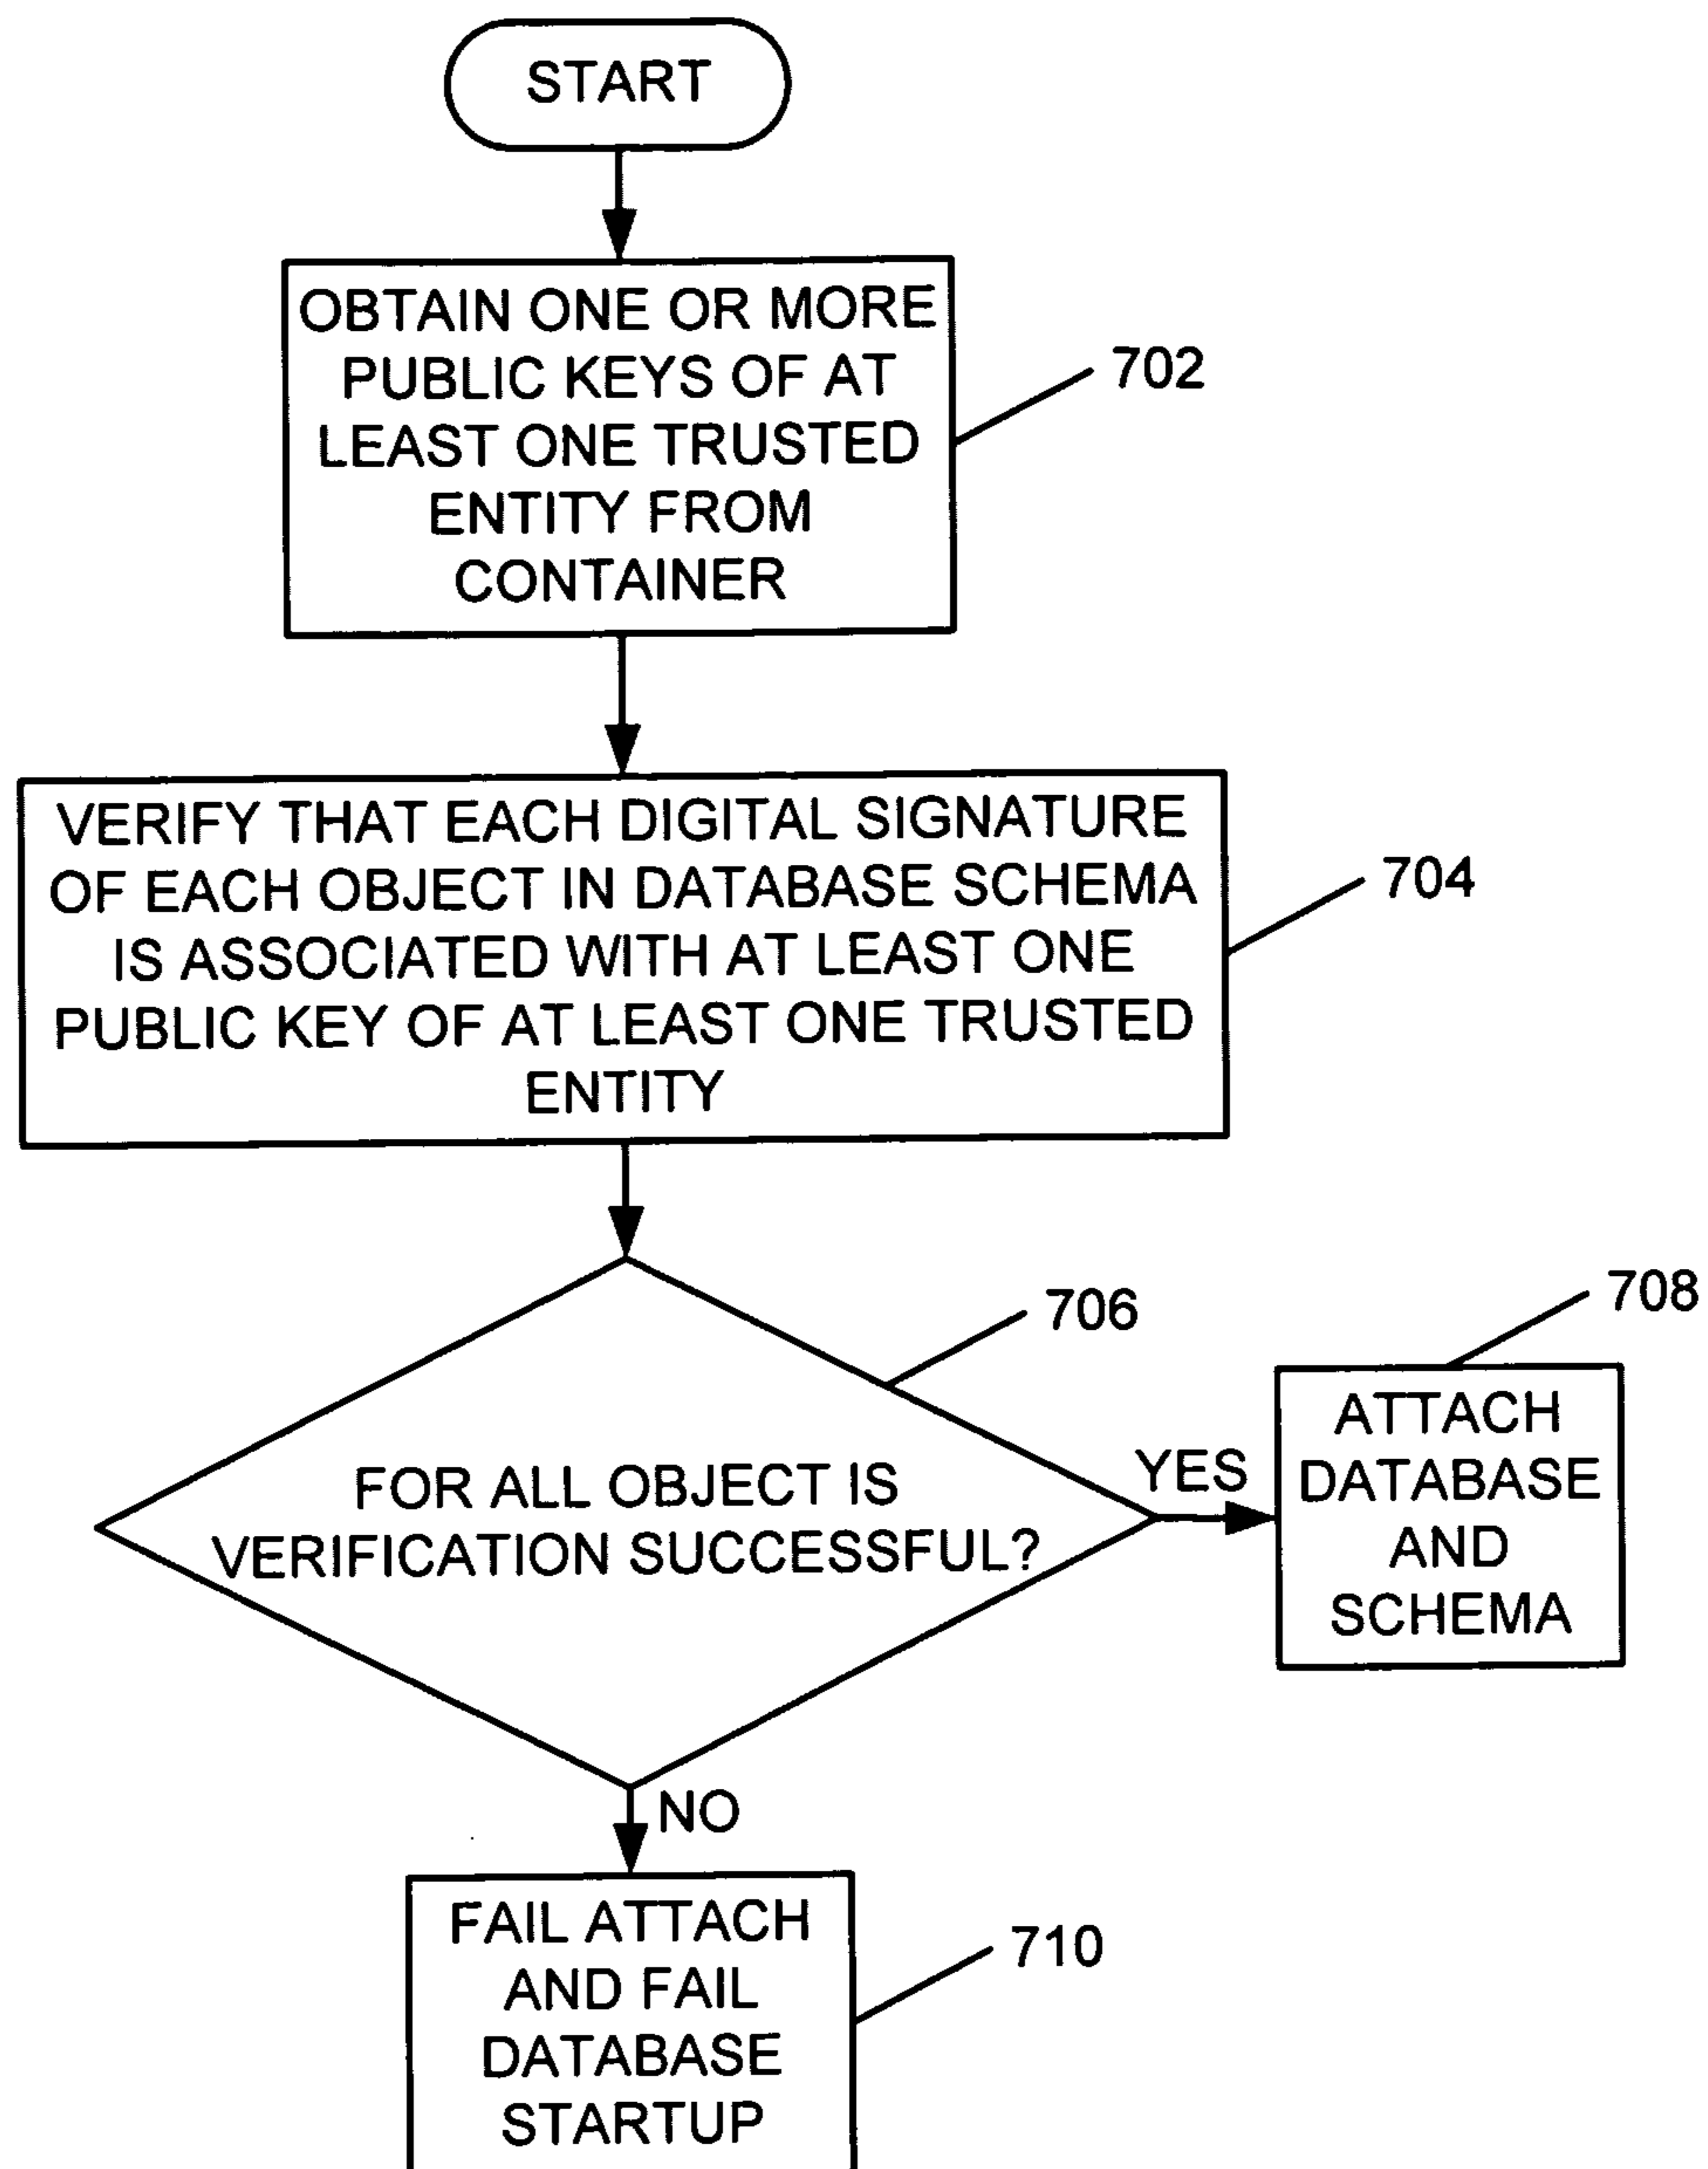 START
OBTAIN ONE OR MORE
PUBLIC KEYS OF AT
LEAST ONE TRUSTED
ENTITY FROM
CONTAINER
702
VERIFY THAT EACH DIGITAL SIGNATURE
OF EACH OBJECT IN DATABASE SCHEMA
IS ASSOCIATED WITH AT LEAST ONE
PUBLIC KEY OF AT LEAST ONE TRUSTED
ENTITY
704
FOR ALL OBJECT IS
VERIFICATION SUCCESSFUL?
706
YES
ATTACH
DATABASE
AND
SCHEMA
708
NO
FAIL ATTACH
AND FAIL
DATABASE
STARTUP
710